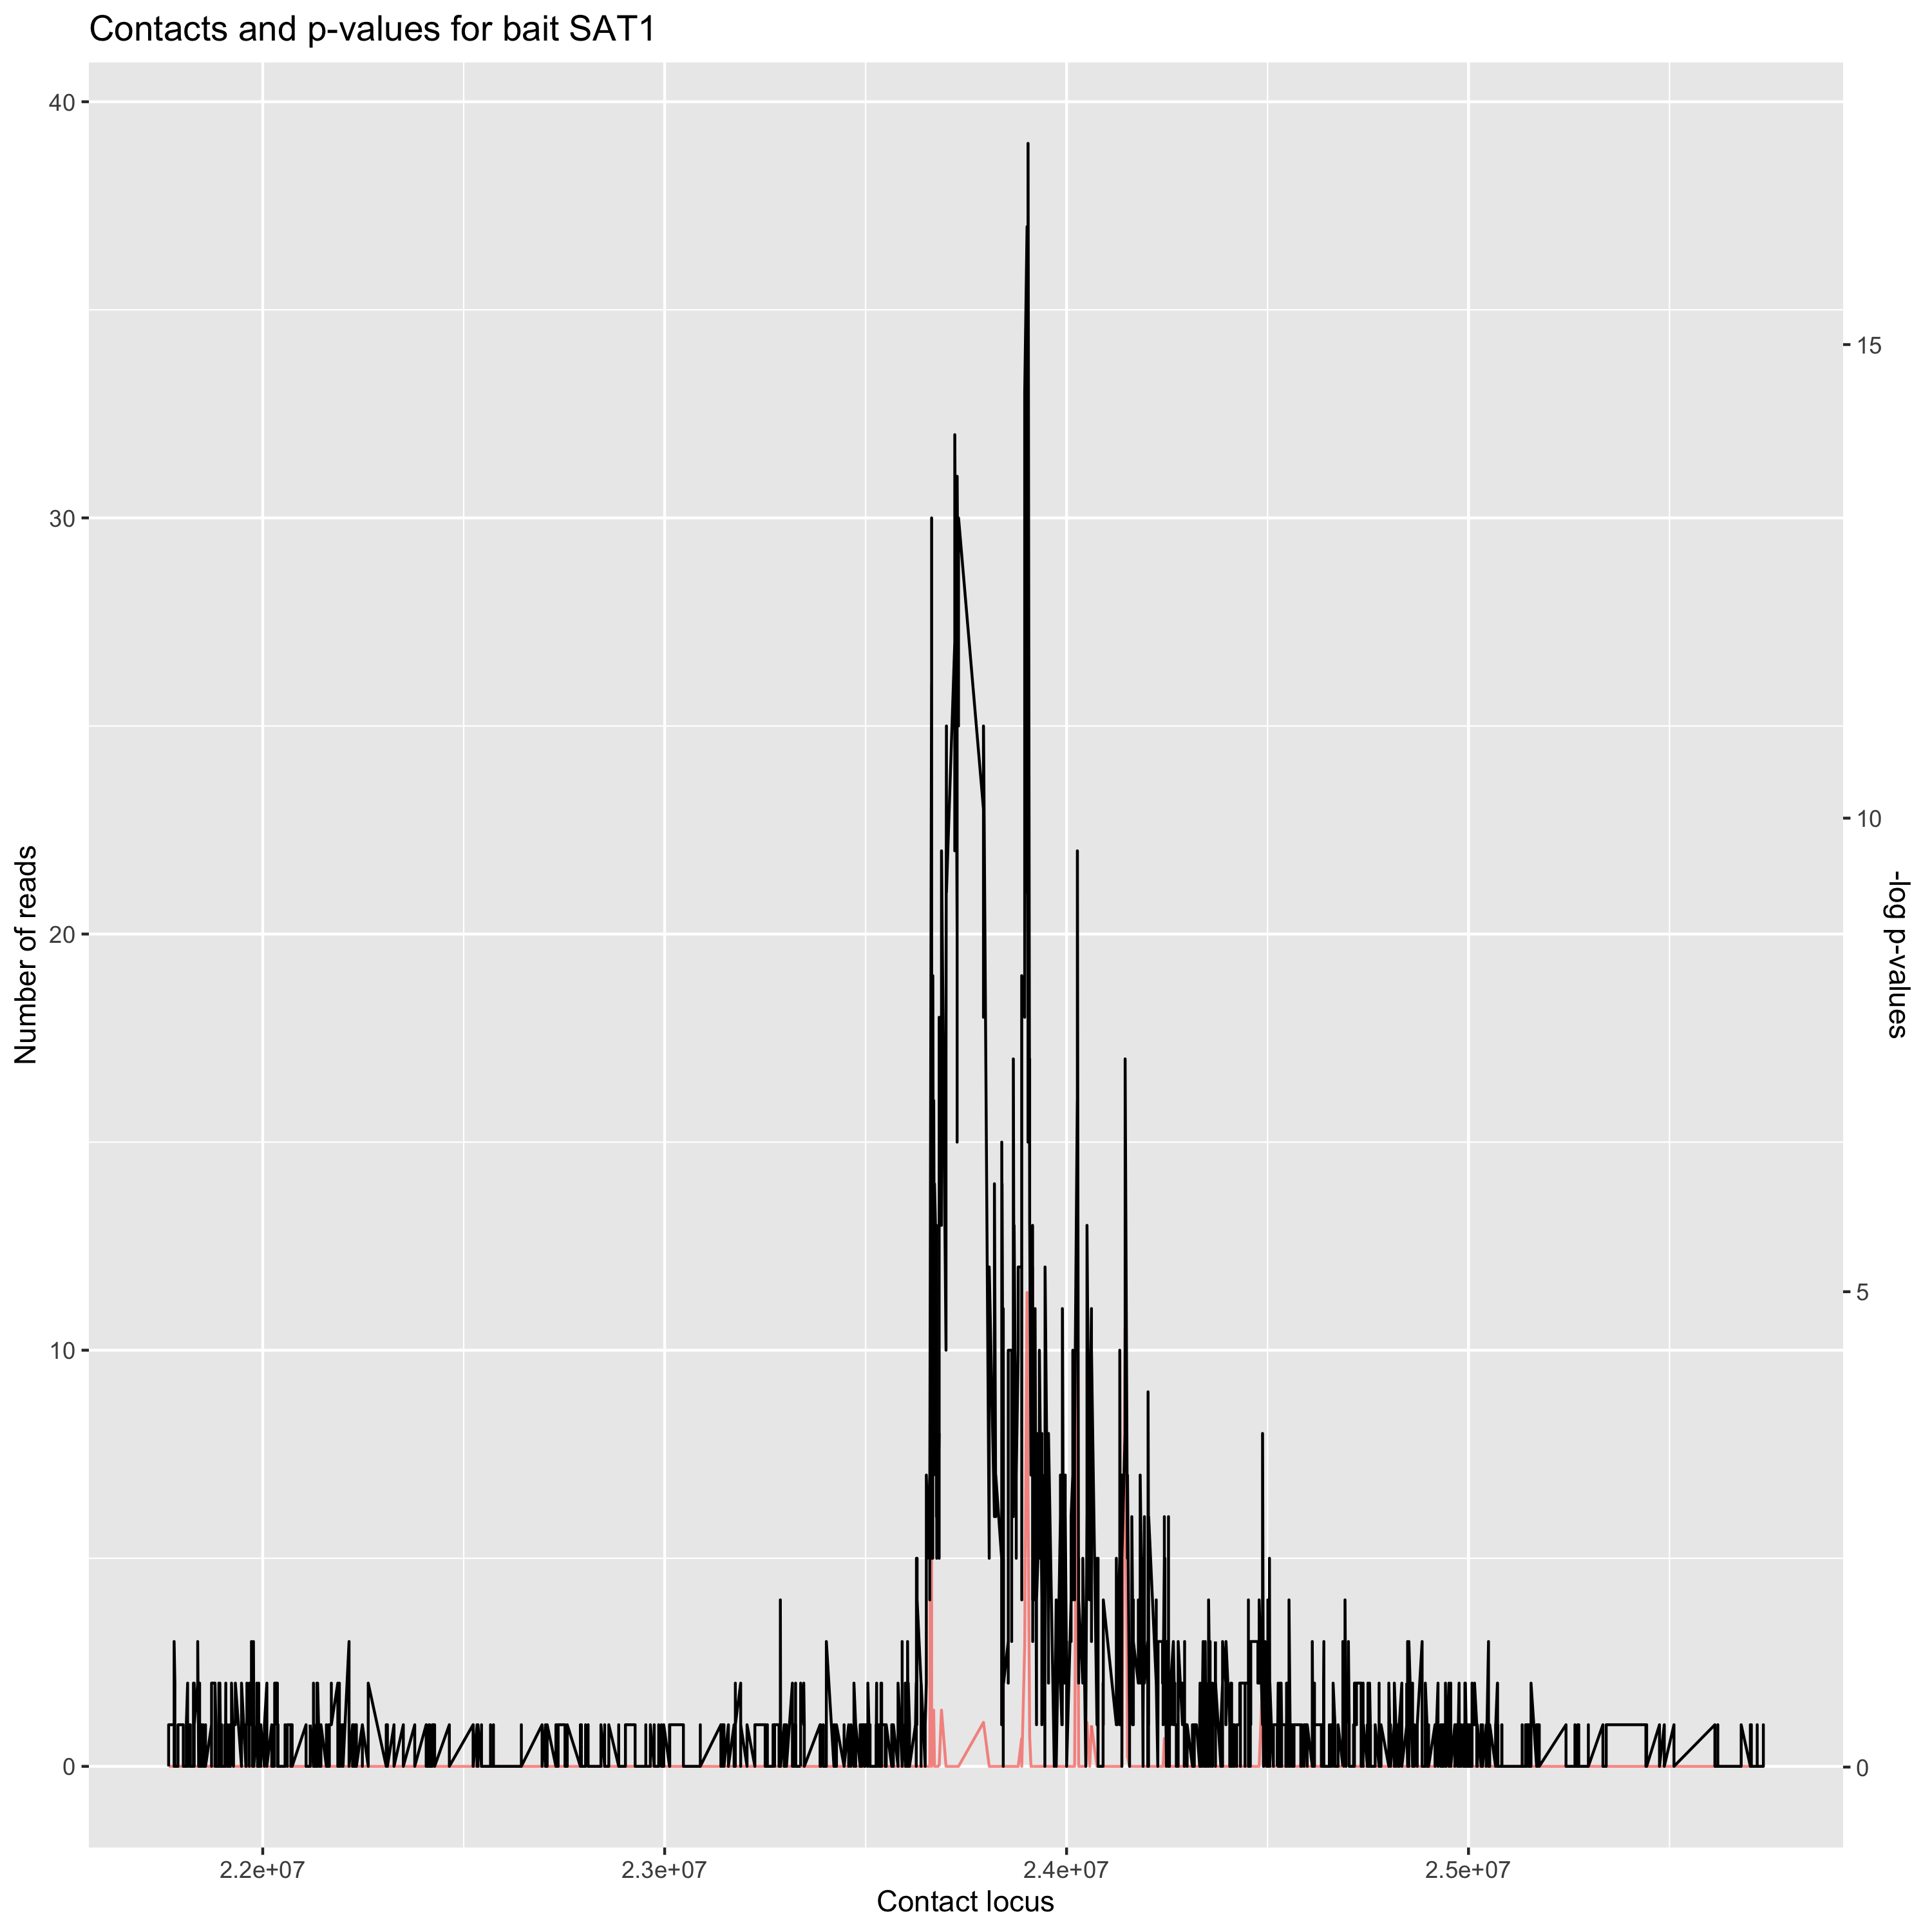 Contacts and p-values for bait SAT1
40
30
20
10
0
Number of reads
15
10
5
0
-log p-values
2.2e+07
2.3e+07
2.4e+07
2.5e+07
Contact locus